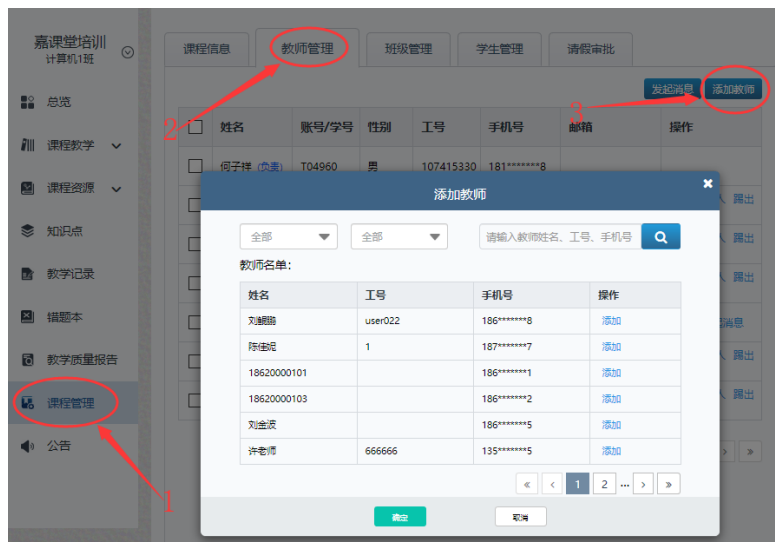 嘉课堂培训
计算机1班
总览
课程教学
课程资源
知识点
教学记录
错题本
教学质量报告
课程管理
公告
1
课程信息
教师管理
班级管理
学生管理
请假审批
2
发起消息
添加教师
3
姓名 账号/学号 性别 工号 手机号 邮箱 操作
何子祥 (负责) T04960 男 107415330 181*******8
踢出
踢出
踢出
消息
踢出
踢出
添加教师
×
全部
全部
请输入教师姓名、工号、手机号
教师名单:
姓名 工号 手机号 操作
刘鲲鹏 user022 186*******8 添加
陈佳妮 1 187*******7 添加
18620000101 186*******1 添加
18620000103 186*******2 添加
刘金波 186*******5 添加
许老师 666666 135*******5 添加
« < 1 2 ... > »
> »
确定
取消